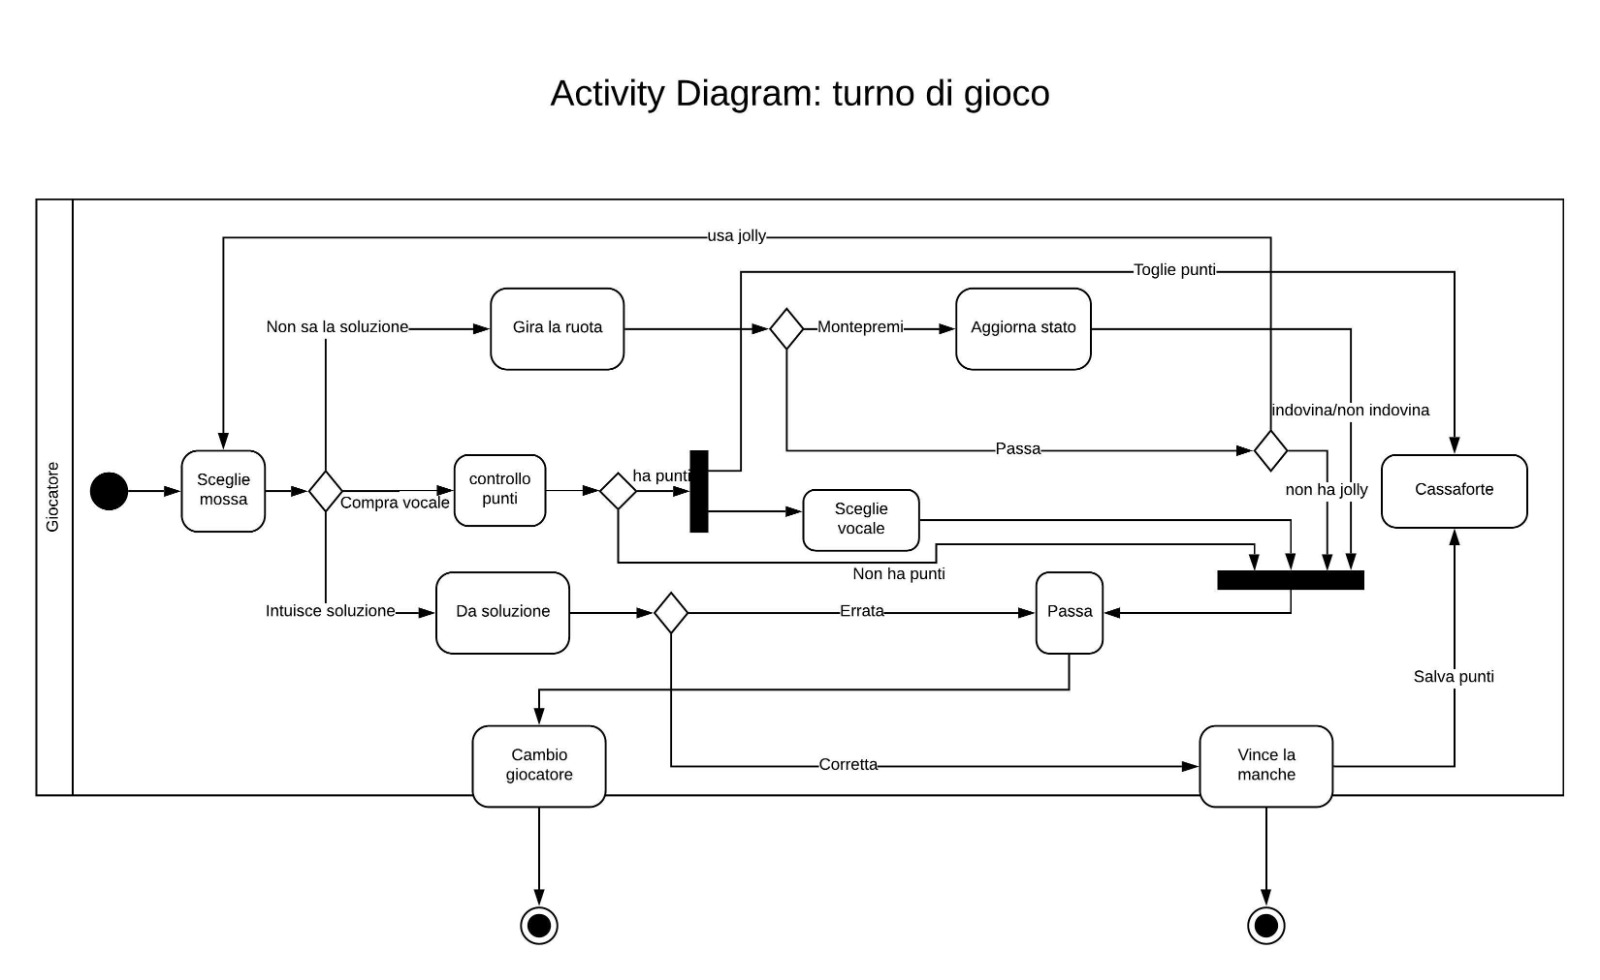 Activity Diagram: turno di gioco
usa jolly
Toglie punti
Non sa la soluzione
Gira la ruota
Montepremi
Aggiorna stato
indovina/non indovina
Passa
Giocatore
Sceglie
mossa
Compra vocale
controllo
punti
ha punti
Sceglie
vocale
non ha jolly
Cassaforte
Non ha punti
Intuisce soluzione
Da soluzione
Errata
Passa
Salva punti
Cambio
giocatore
Corretta
Vince la
manche